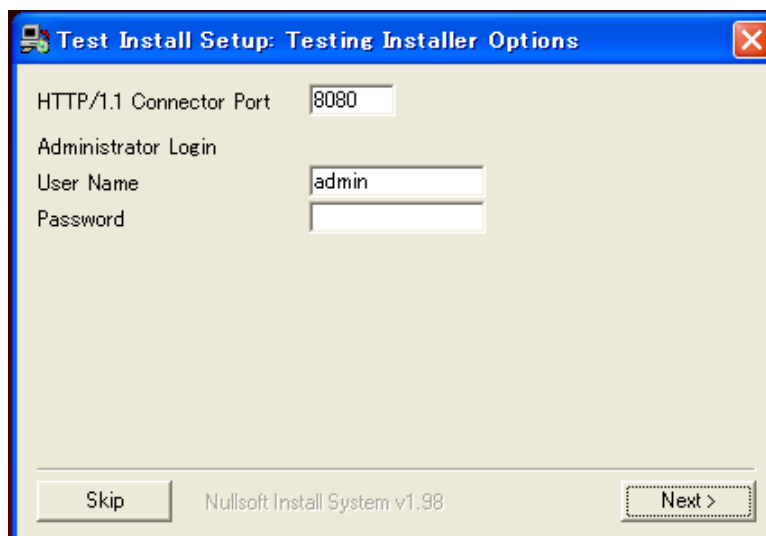 Test Install Setup: Testing Installer Options
HTTP/1.1 Connector Port 8080
Administrator Login
User Name admin
Password
Skip Nullsoft Install System v1.98 Next >